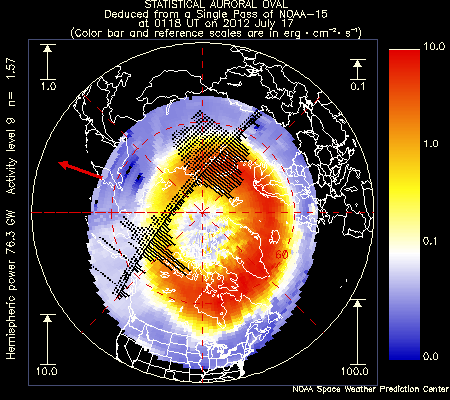 STATISTICAL AURORAL OVAL
Deduced from a Single Pass of NOAA-15
at 0118 UT on 2012 July 17
(Color bar and reference scales are in erg · cm⁻² · s⁻¹)
Hemispheric power 76.3 GW Activity level 9 n= 1.57
1.0
0.1
10.0
100.0
60
10.0
1.0
0.1
0.0
NOAA Space Weather Prediction Center